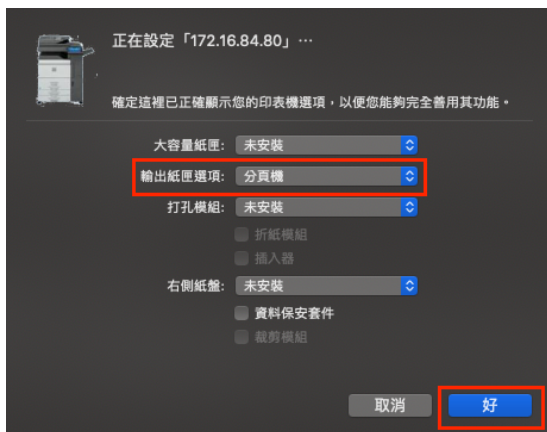 正在設定「172.16.84.80」⋯
確定這裡已正確顯示您的印表機選項，以便您能夠完全善用其功能。
大容量紙匣： 未安裝
輸出紙匣選項： 分頁機
打孔模組： 未安裝
折紙模組
插入器
右側紙盤： 未安裝
資料保安套件
裁剪模組
取消 好